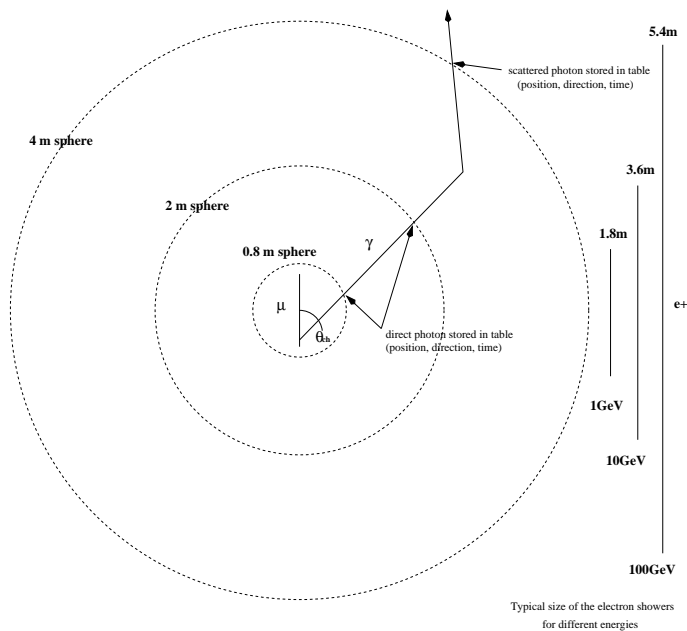 5.4m
scattered photon stored in table
(position, direction, time)
4 m sphere
3.6m
2 m sphere
1.8m
γ
0.8 m sphere
e+
μ
θch
direct photon stored in table
(position, direction, time)
1GeV
10GeV
100GeV
Typical size of the electron showers
for different energies